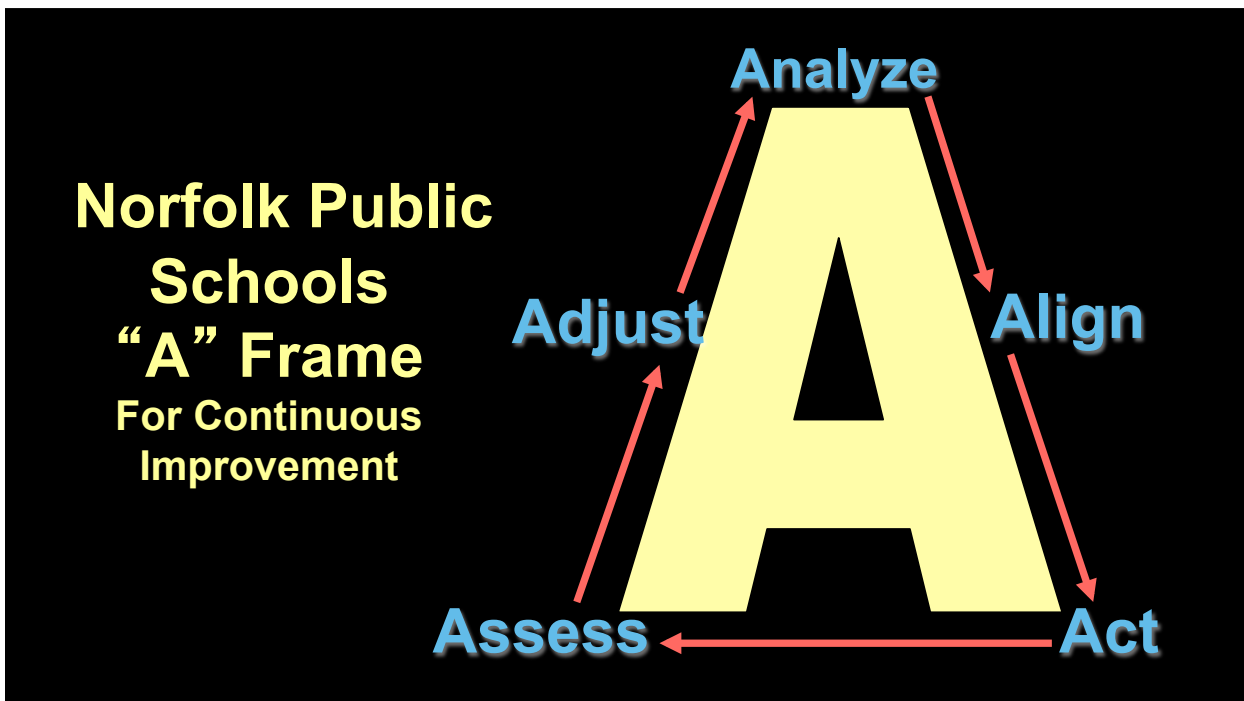 Norfolk Public
Schools
“A” Frame
For Continuous
Improvement
Analyze
Align
Act
Assess
Adjust
A